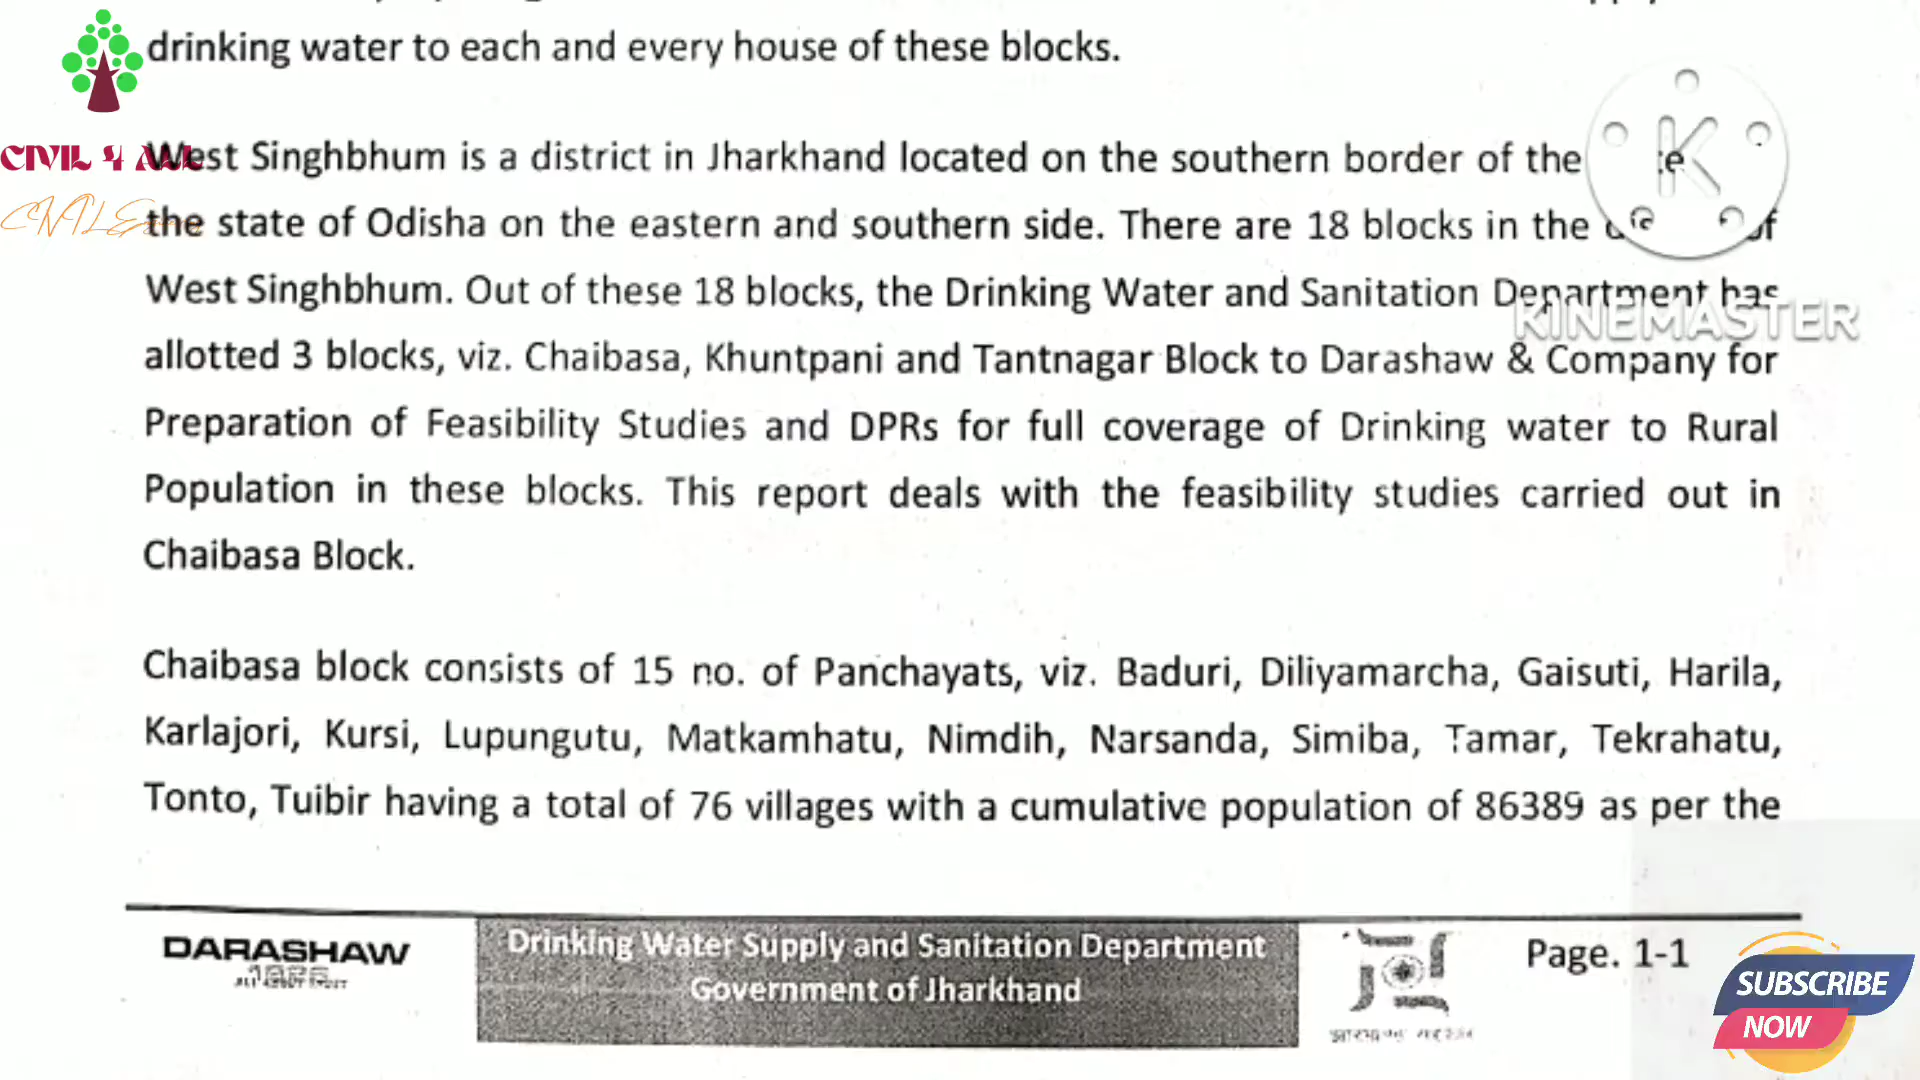 drinking water to each and every house of these blocks.
CIVIL 4 ALL
West Singhbhum is a district in Jharkhand located on the southern border of the
the state of Odisha on the eastern and southern side. There are 18 blocks in the of
West Singhbhum. Out of these 18 blocks, the Drinking Water and Sanitation Department has
KINEMASTER
allotted 3 blocks, viz. Chaibasa, Khuntpani and Tantnagar Block to Darashaw & Company for
Preparation of Feasibility Studies and DPRs for full coverage of Drinking water to Rural
Population in these blocks. This report deals with the feasibility studies carried out in
Chaibasa Block.
Chaibasa block consists of 15 no. of Panchayats, viz. Baduri, Diliyamarcha, Gaisuti, Harila,
Karlajori, Kursi, Lupungutu, Matkamhatu, Nimdih, Narsanda, Simiba, Tamar, Tekrahatu,
Tonto, Tuibir having a total of 76 villages with a cumulative population of 86389 as per the
DARASHAW
Drinking Water Supply and Sanitation Department
Government of Jharkhand
Page. 1-1
SUBSCRIBE
NOW